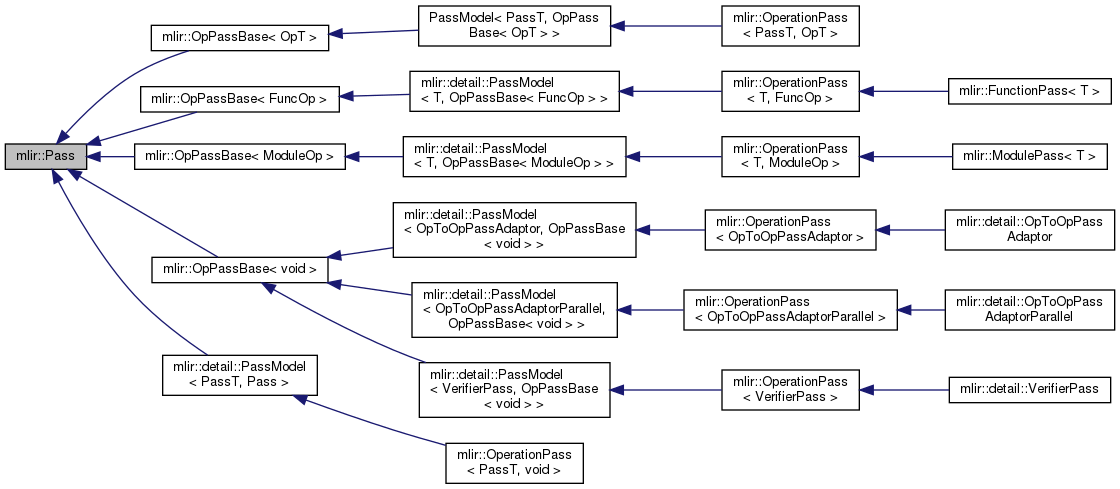 PassModel< PassT, OpPass
Base< OpT > >
mlir::OperationPass
< PassT, OpT >
mlir::OpPassBase< OpT >
mlir::detail::PassModel
< T, OpPassBase< FuncOp > >
mlir::OperationPass
< T, FuncOp >
mlir::FunctionPass< T >
mlir::OpPassBase< FuncOp >
mlir::Pass
mlir::OpPassBase< ModuleOp >
mlir::detail::PassModel
< T, OpPassBase< ModuleOp > >
mlir::OperationPass
< T, ModuleOp >
mlir::ModulePass< T >
mlir::detail::PassModel
< OpToOpPassAdaptor, OpPassBase
< void > >
mlir::OperationPass
< OpToOpPassAdaptor >
mlir::detail::OpToOpPass
Adaptor
mlir::OpPassBase< void >
mlir::detail::PassModel
< OpToOpPassAdaptorParallel,
OpPassBase< void > >
mlir::OperationPass
< OpToOpPassAdaptorParallel >
mlir::detail::OpToOpPass
AdaptorParallel
mlir::detail::PassModel
< PassT, Pass >
mlir::detail::PassModel
< VerifierPass, OpPassBase
< void > >
mlir::OperationPass
< VerifierPass >
mlir::detail::VerifierPass
mlir::OperationPass
< PassT, void >